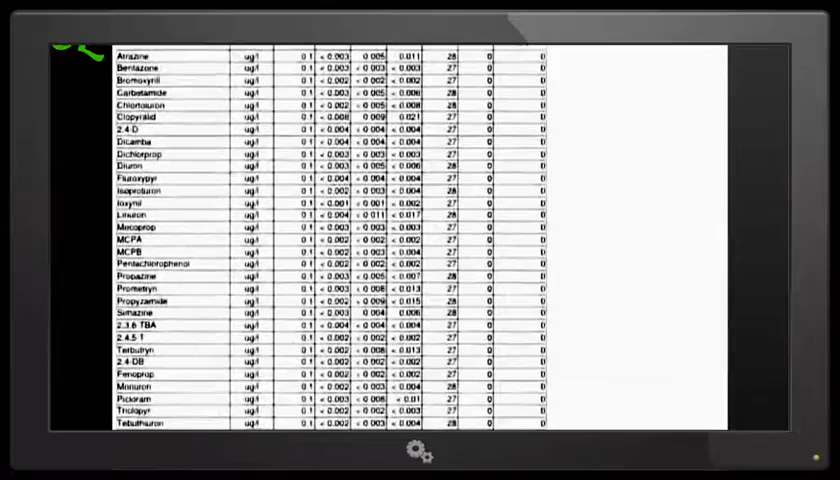 Atrazine ug/l 0.1 < 0.003 0.005 0.011 28 0 0
Bentazone ug/l 0.1 < 0.003 < 0.003 < 0.003 27 0 0
Bromoxynil ug/l 0.1 < 0.002 < 0.002 < 0.002 27 0 0
Carbetamide ug/l 0.1 < 0.003 < 0.005 < 0.006 28 0 0
Chlortoluron ug/l 0.1 < 0.002 < 0.005 < 0.008 28 0 0
Clopyralid ug/l 0.1 < 0.008 0.009 0.021 27 0 0
2,4-D ug/l 0.1 < 0.004 < 0.004 < 0.004 27 0 0
Dicamba ug/l 0.1 < 0.004 < 0.004 < 0.004 27 0 0
Dichlorprop ug/l 0.1 < 0.003 < 0.003 < 0.003 27 0 0
Diuron ug/l 0.1 < 0.003 < 0.005 < 0.006 28 0 0
Fluroxypyr ug/l 0.1 < 0.004 < 0.004 < 0.004 27 0 0
Isoproturon ug/l 0.1 < 0.002 < 0.003 < 0.004 28 0 0
Ioxynil ug/l 0.1 < 0.001 < 0.001 < 0.002 27 0 0
Linuron ug/l 0.1 < 0.004 < 0.011 < 0.017 28 0 0
Mecoprop ug/l 0.1 < 0.003 < 0.003 < 0.003 27 0 0
MCPA ug/l 0.1 < 0.002 < 0.002 < 0.002 27 0 0
MCPB ug/l 0.1 < 0.002 < 0.003 < 0.004 27 0 0
Pentachlorophenol ug/l 0.1 < 0.002 < 0.002 < 0.002 27 0 0
Propazine ug/l 0.1 < 0.003 < 0.005 < 0.007 28 0 0
Prometryn ug/l 0.1 < 0.003 < 0.008 < 0.013 27 0 0
Propyzamide ug/l 0.1 < 0.002 < 0.009 < 0.015 28 0 0
Simazine ug/l 0.1 < 0.003 0.004 0.006 28 0 0
2,3,6 TBA ug/l 0.1 < 0.004 < 0.004 < 0.004 27 0 0
2,4,5 T ug/l 0.1 < 0.002 < 0.002 < 0.002 27 0 0
Terbutryn ug/l 0.1 < 0.002 < 0.008 < 0.013 27 0 0
2,4-DB ug/l 0.1 < 0.002 < 0.002 < 0.002 27 0 0
Fenoprop ug/l 0.1 < 0.002 < 0.002 < 0.002 27 0 0
Monuron ug/l 0.1 < 0.002 < 0.003 < 0.004 28 0 0
Picloram ug/l 0.1 < 0.003 < 0.006 < 0.01 27 0 0
Triclopyr ug/l 0.1 < 0.002 < 0.002 < 0.003 27 0 0
Tebuthiuron ug/l 0.1 < 0.002 < 0.003 < 0.004 28 0 0